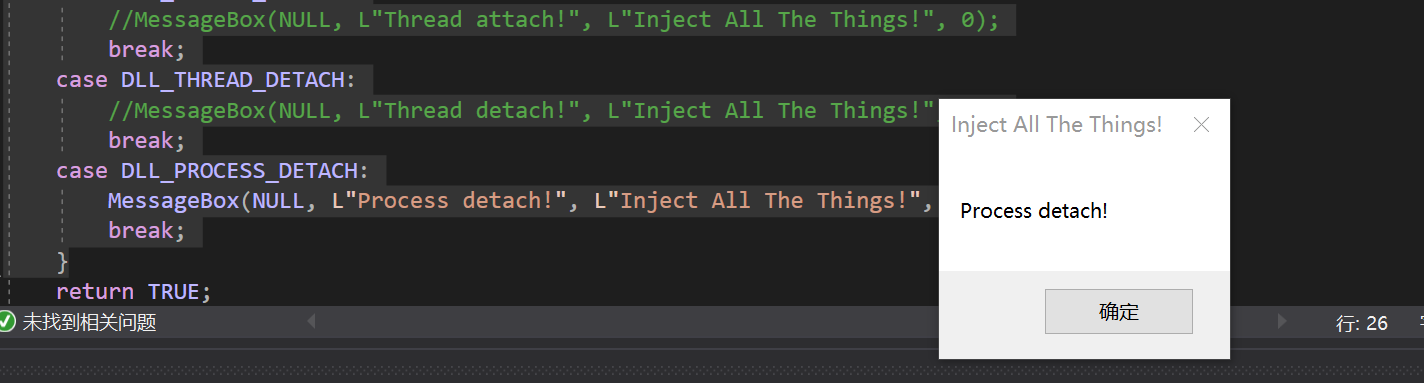 //MessageBox(NULL, L"Thread attach!", L"Inject All The Things!", 0);
break;
case DLL_THREAD_DETACH:
//MessageBox(NULL, L"Thread detach!", L"Inject All The Things!"
break;
case DLL_PROCESS_DETACH:
MessageBox(NULL, L"Process detach!", L"Inject All The Things!",
break;
}
return TRUE;
Inject All The Things!
Process detach!
确定
未找到相关问题
行: 26